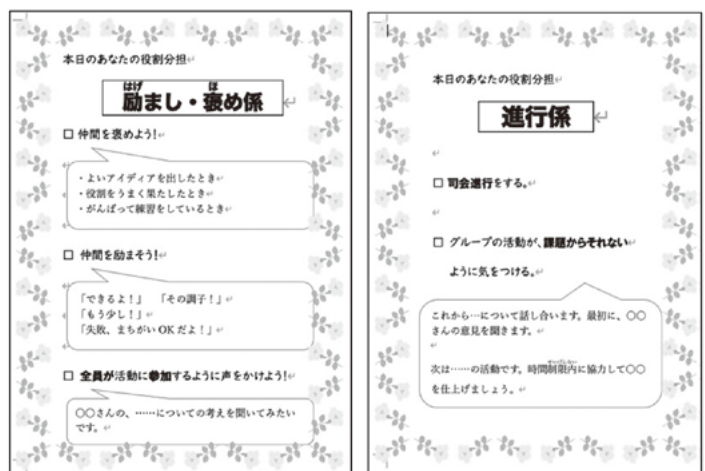 本日のあなたの役割分担
励まし・褒め係
はげ ほ
□ 仲間を褒めよう!
・よいアイディアを出したとき
・役割をうまく果たしたとき
・がんばって練習をしているとき
□ 仲間を励まそう!
「できるよ!」 「その調子!」
「もう少し!」
「失敗、まちがい OK だよ!」
□ 全員が活動に参加するように声をかけよう!
〇〇さんの、……についての考えを聞いてみたい
です。
本日のあなたの役割分担
進行係
□ 司会進行をする。
□ グループの活動が、課題からそれない
ように気をつける。
これから…について話し合います。最初に、〇〇
さんの意見を聞きます。
次は……の活動です。時間制限内に協力して〇〇
を仕上げましょう。